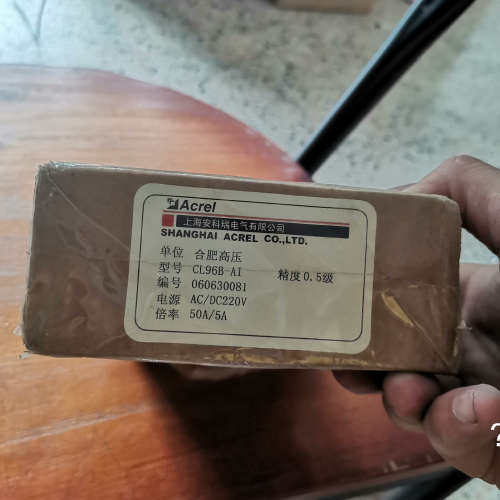 Acrel
上海安科瑞电气有限公司
SHANGHAI ACREL CO.,LTD.
单位 合肥高压
型号 CL96B-AI 精度0.5级
编号 060630081
电源 AC/DC220V
倍率 50A/5A
?